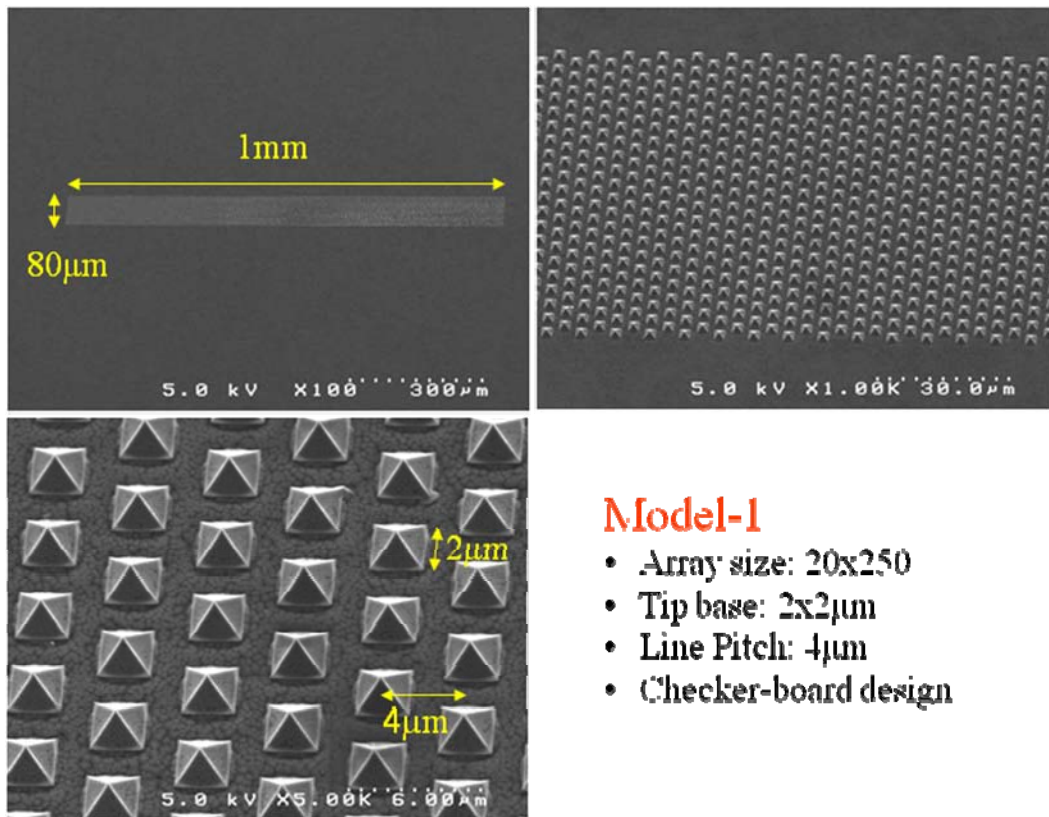 1mm
80µm
5.0 kV X100 300µm
5.0 kV X1.00K 30.0µm
2µm
4µm
5.0 kV X5.00K 6.00µm
Model-1
• Array size: 20x250
• Tip base: 2x2µm
• Line Pitch: 4µm
• Checker-board design